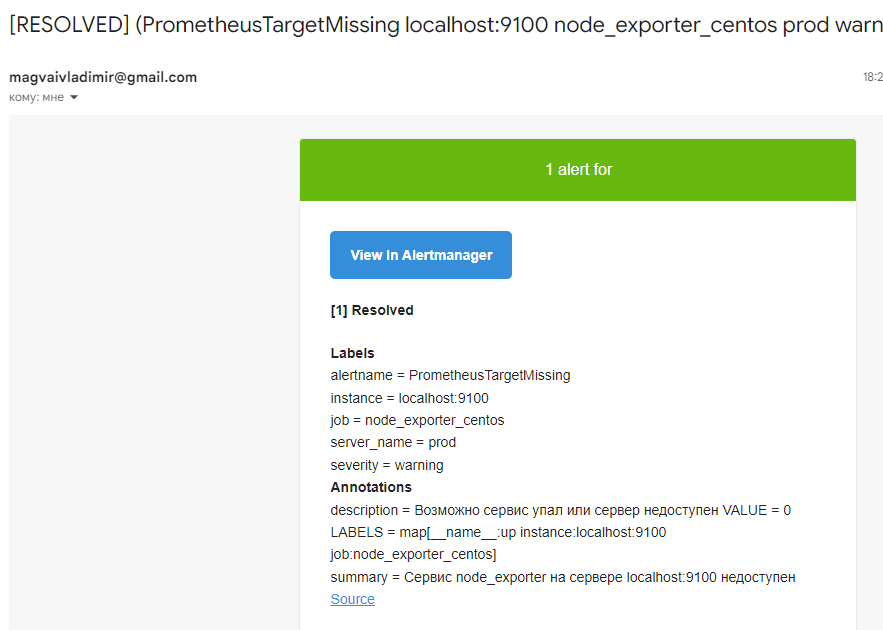 [RESOLVED] (PrometheusTargetMissing localhost:9100 node_exporter_centos prod warn
magvaivladimir@gmail.com
18:2
кому: мне
1 alert for
View In Alertmanager
[1] Resolved
Labels
alertname = PrometheusTargetMissing
instance = localhost:9100
job = node_exporter_centos
server_name = prod
severity = warning
Annotations
description = Возможно сервис упал или сервер недоступен VALUE = 0
LABELS = map[__name__:up instance:localhost:9100
job:node_exporter_centos]
summary = Сервис node_exporter на сервере localhost:9100 недоступен
Source